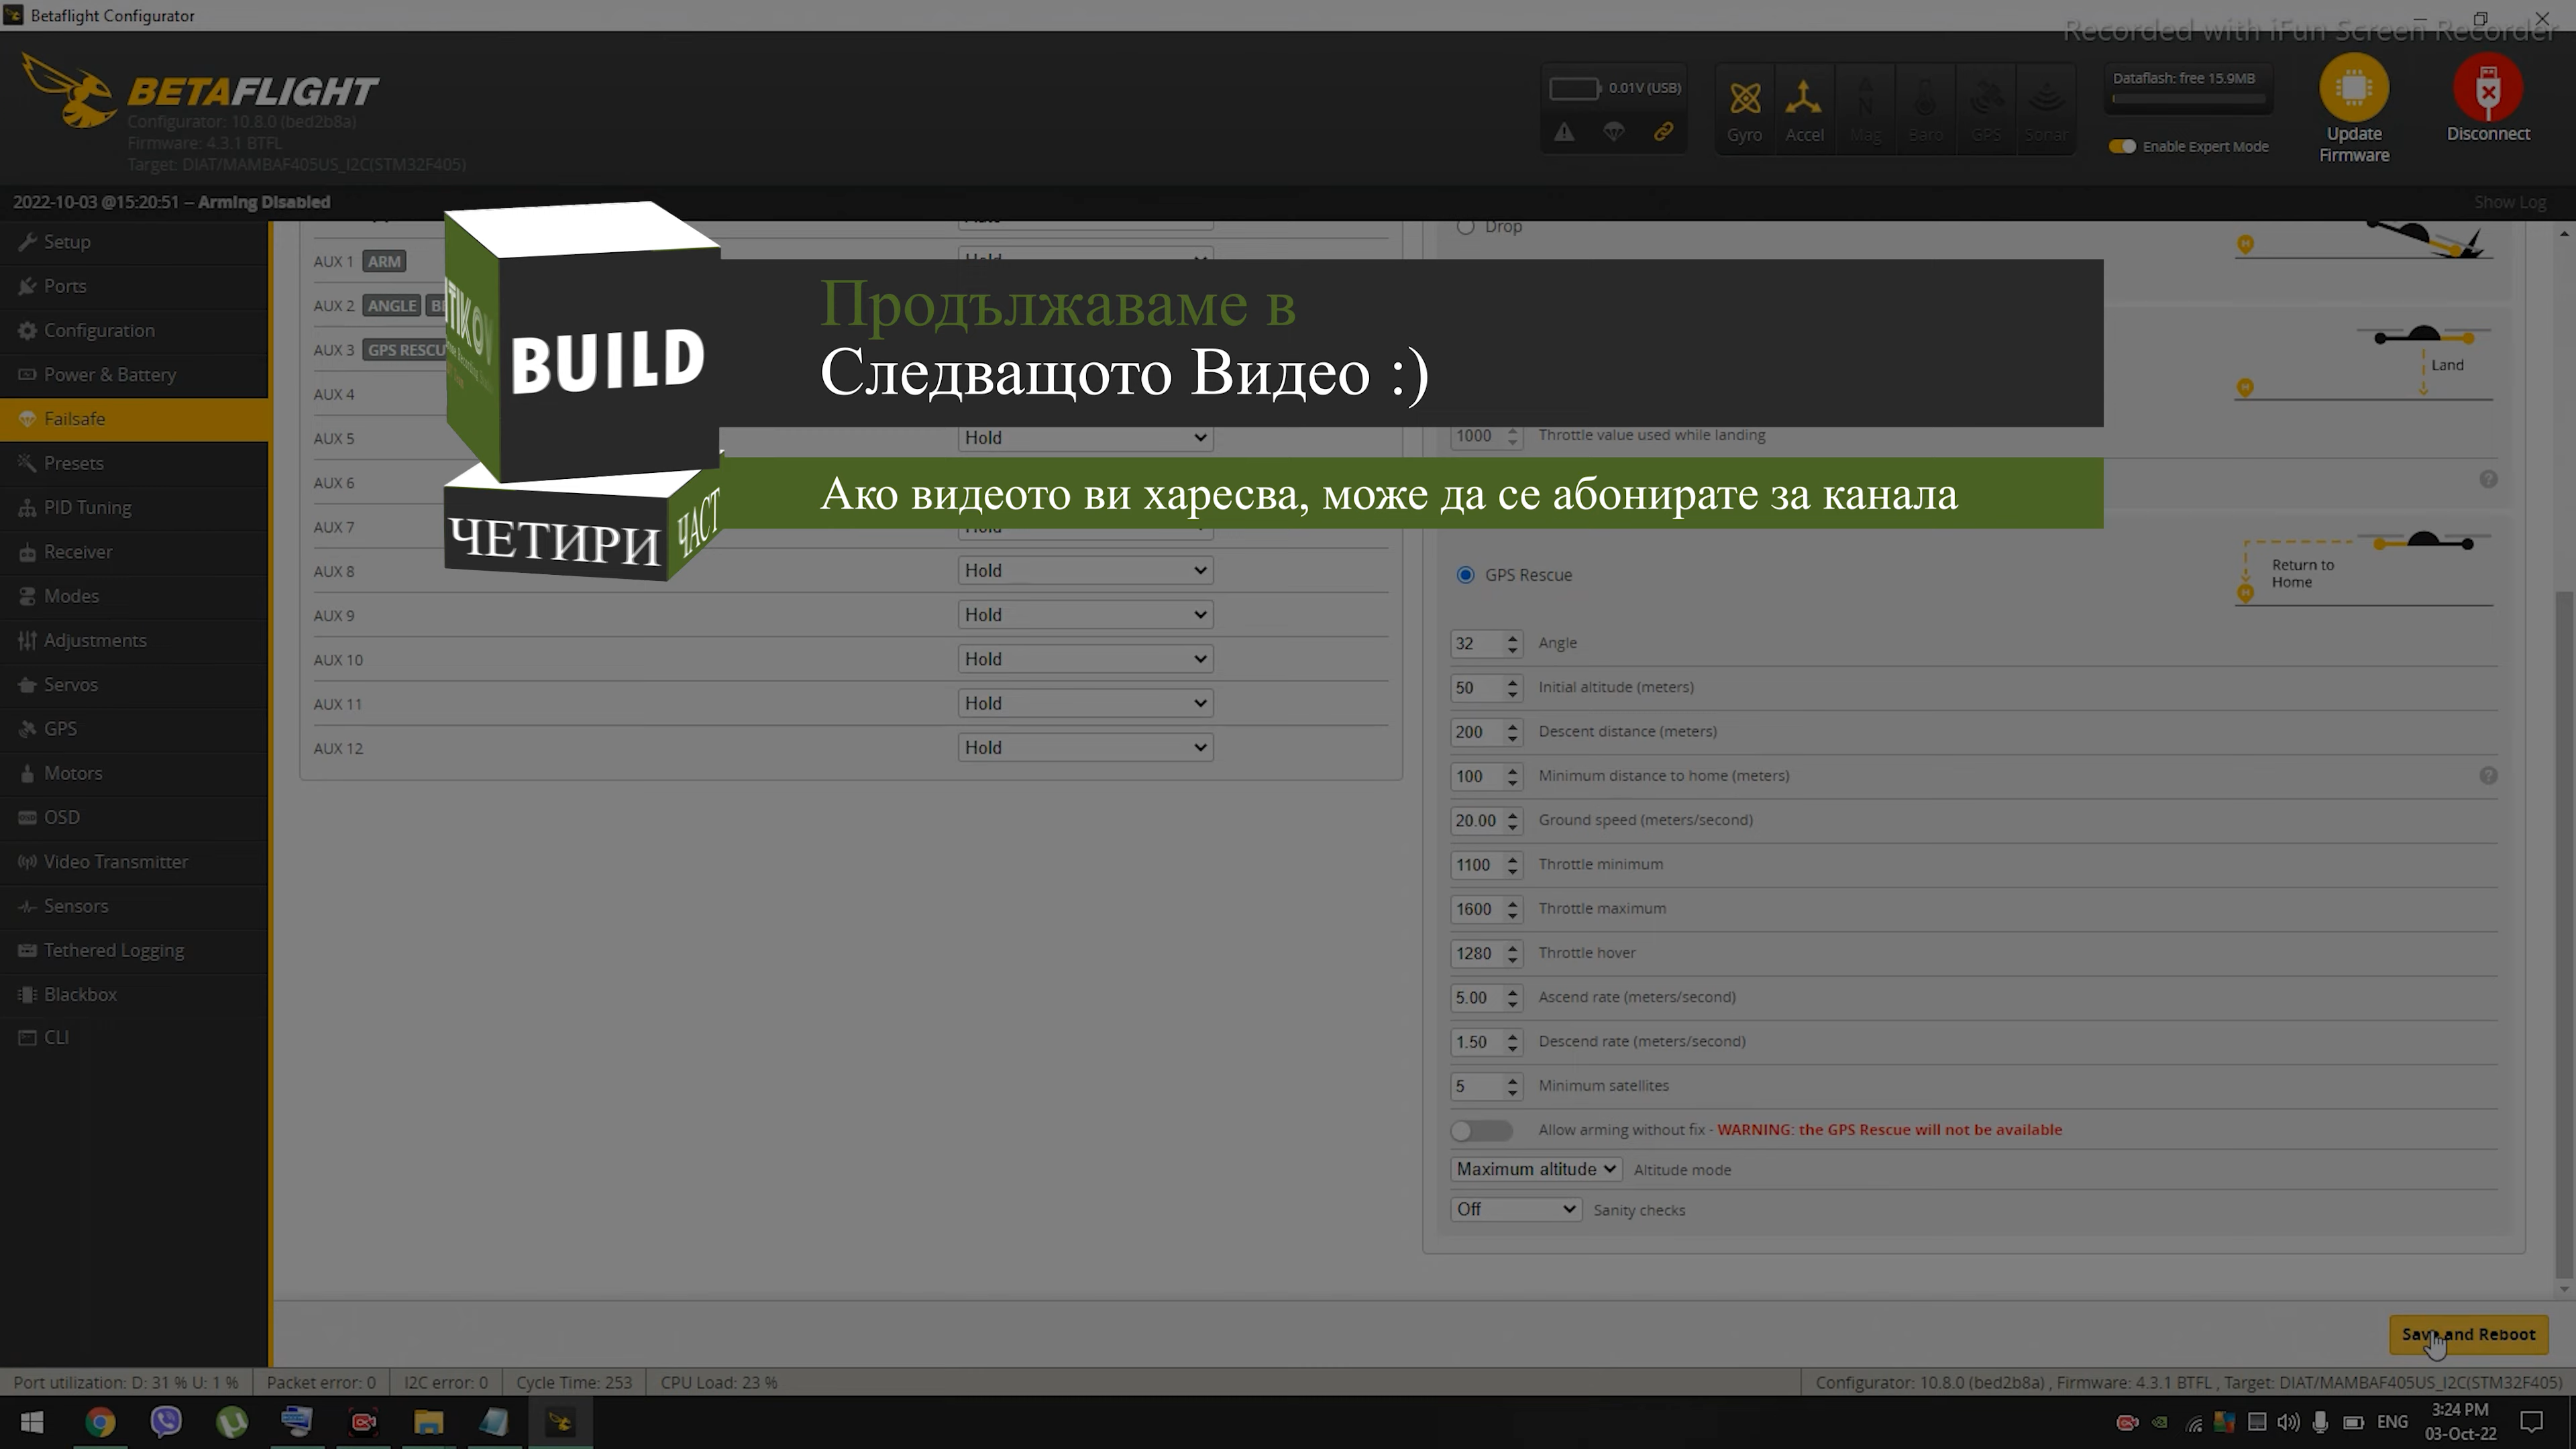 Betaflight Configurator
Recorded with iFun Screen Recorder
BETAFLIGHT
Configurator: 10.8.0 (bed2b8a)
Firmware: 4.3.1 BTFL
Target: DIAT/MAMBAF405US_I2C(STM32F405)
0.01V (USB)
Gyro
Accel
Mag
Baro
GPS
Sonar
Dataflash: free 15.9MB
Enable Expert Mode
Update
Firmware
Disconnect
2022-10-03 @15:20:51 -- Arming Disabled
Show Log
Setup
Ports
Configuration
Power & Battery
Failsafe
Presets
PID Tuning
Receiver
Modes
Adjustments
Servos
GPS
Motors
OSD
Video Transmitter
Sensors
Tethered Logging
Blackbox
CLI
AUX 1 ARM
AUX 2 ANGLE
AUX 3 GPS RESCU
AUX 4
AUX 5 Hold
AUX 6
AUX 7
AUX 8 Hold
AUX 9 Hold
AUX 10 Hold
AUX 11 Hold
AUX 12 Hold
BUILD
ЧЕТИРИ
ЧАСТ
Продължаваме в
Следващото Видео :)
Ако видеото ви харесва, може да се абонирате за канала
Drop
Land
1000 Throttle value used while landing
GPS Rescue
Return to
Home
32 Angle
50 Initial altitude (meters)
200 Descent distance (meters)
100 Minimum distance to home (meters)
20.00 Ground speed (meters/second)
1100 Throttle minimum
1600 Throttle maximum
1280 Throttle hover
5.00 Ascend rate (meters/second)
1.50 Descend rate (meters/second)
5 Minimum satellites
Allow arming without fix - WARNING: the GPS Rescue will not be available
Maximum altitude Altitude mode
Off Sanity checks
Save and Reboot
Port utilization: D: 31 % U: 1 %
Packet error: 0
I2C error: 0
Cycle Time: 253
CPU Load: 23 %
Configurator: 10.8.0 (bed2b8a) , Firmware: 4.3.1 BTFL , Target: DIAT/MAMBAF405US_I2C(STM32F405)
ENG
3:24 PM
03-Oct-22